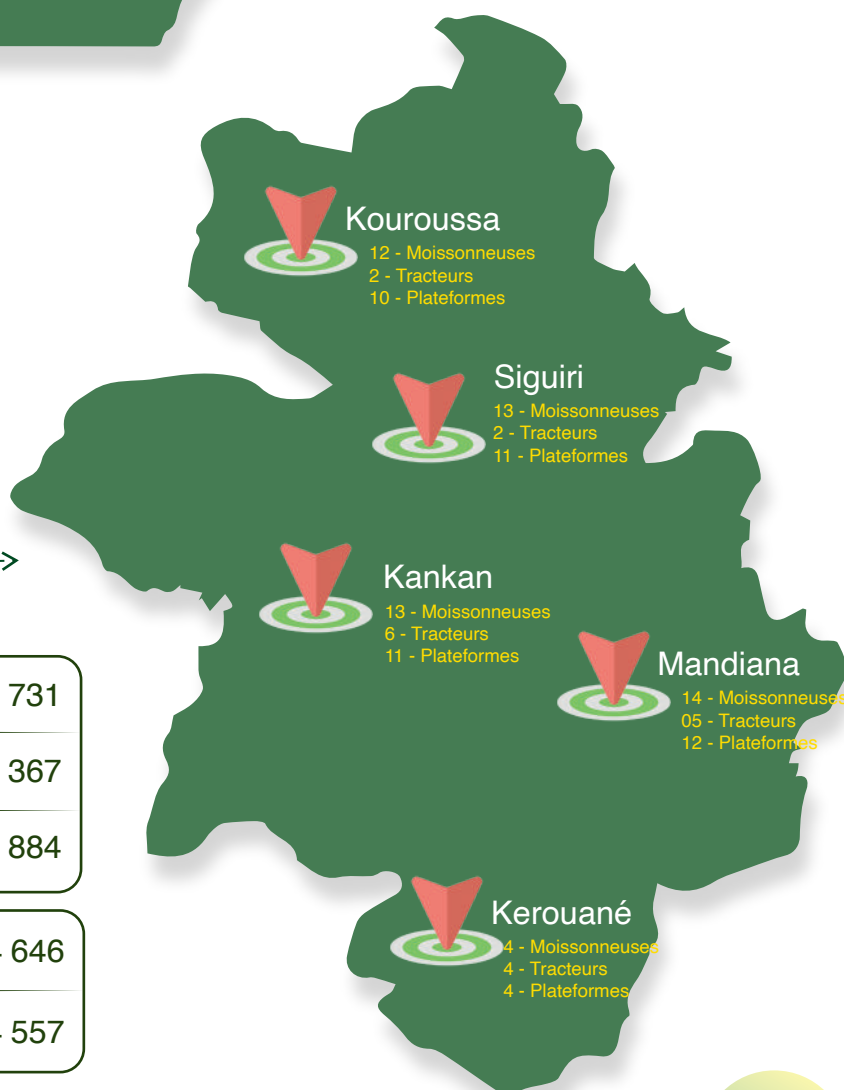 Kouroussa
12 - Moissonneuses
2 - Tracteurs
10 - Plateformes
Siguiri
13 - Moissonneuses
2 - Tracteurs
11 - Plateformes
Kankan
13 - Moissonneuses
6 - Tracteurs
11 - Plateformes
Mandiana
14 - Moissonneuses
05 - Tracteurs
12 - Plateformes
Kerouané
4 - Moissonneuses
4 - Tracteurs
4 - Plateformes
731
367
884
646
557